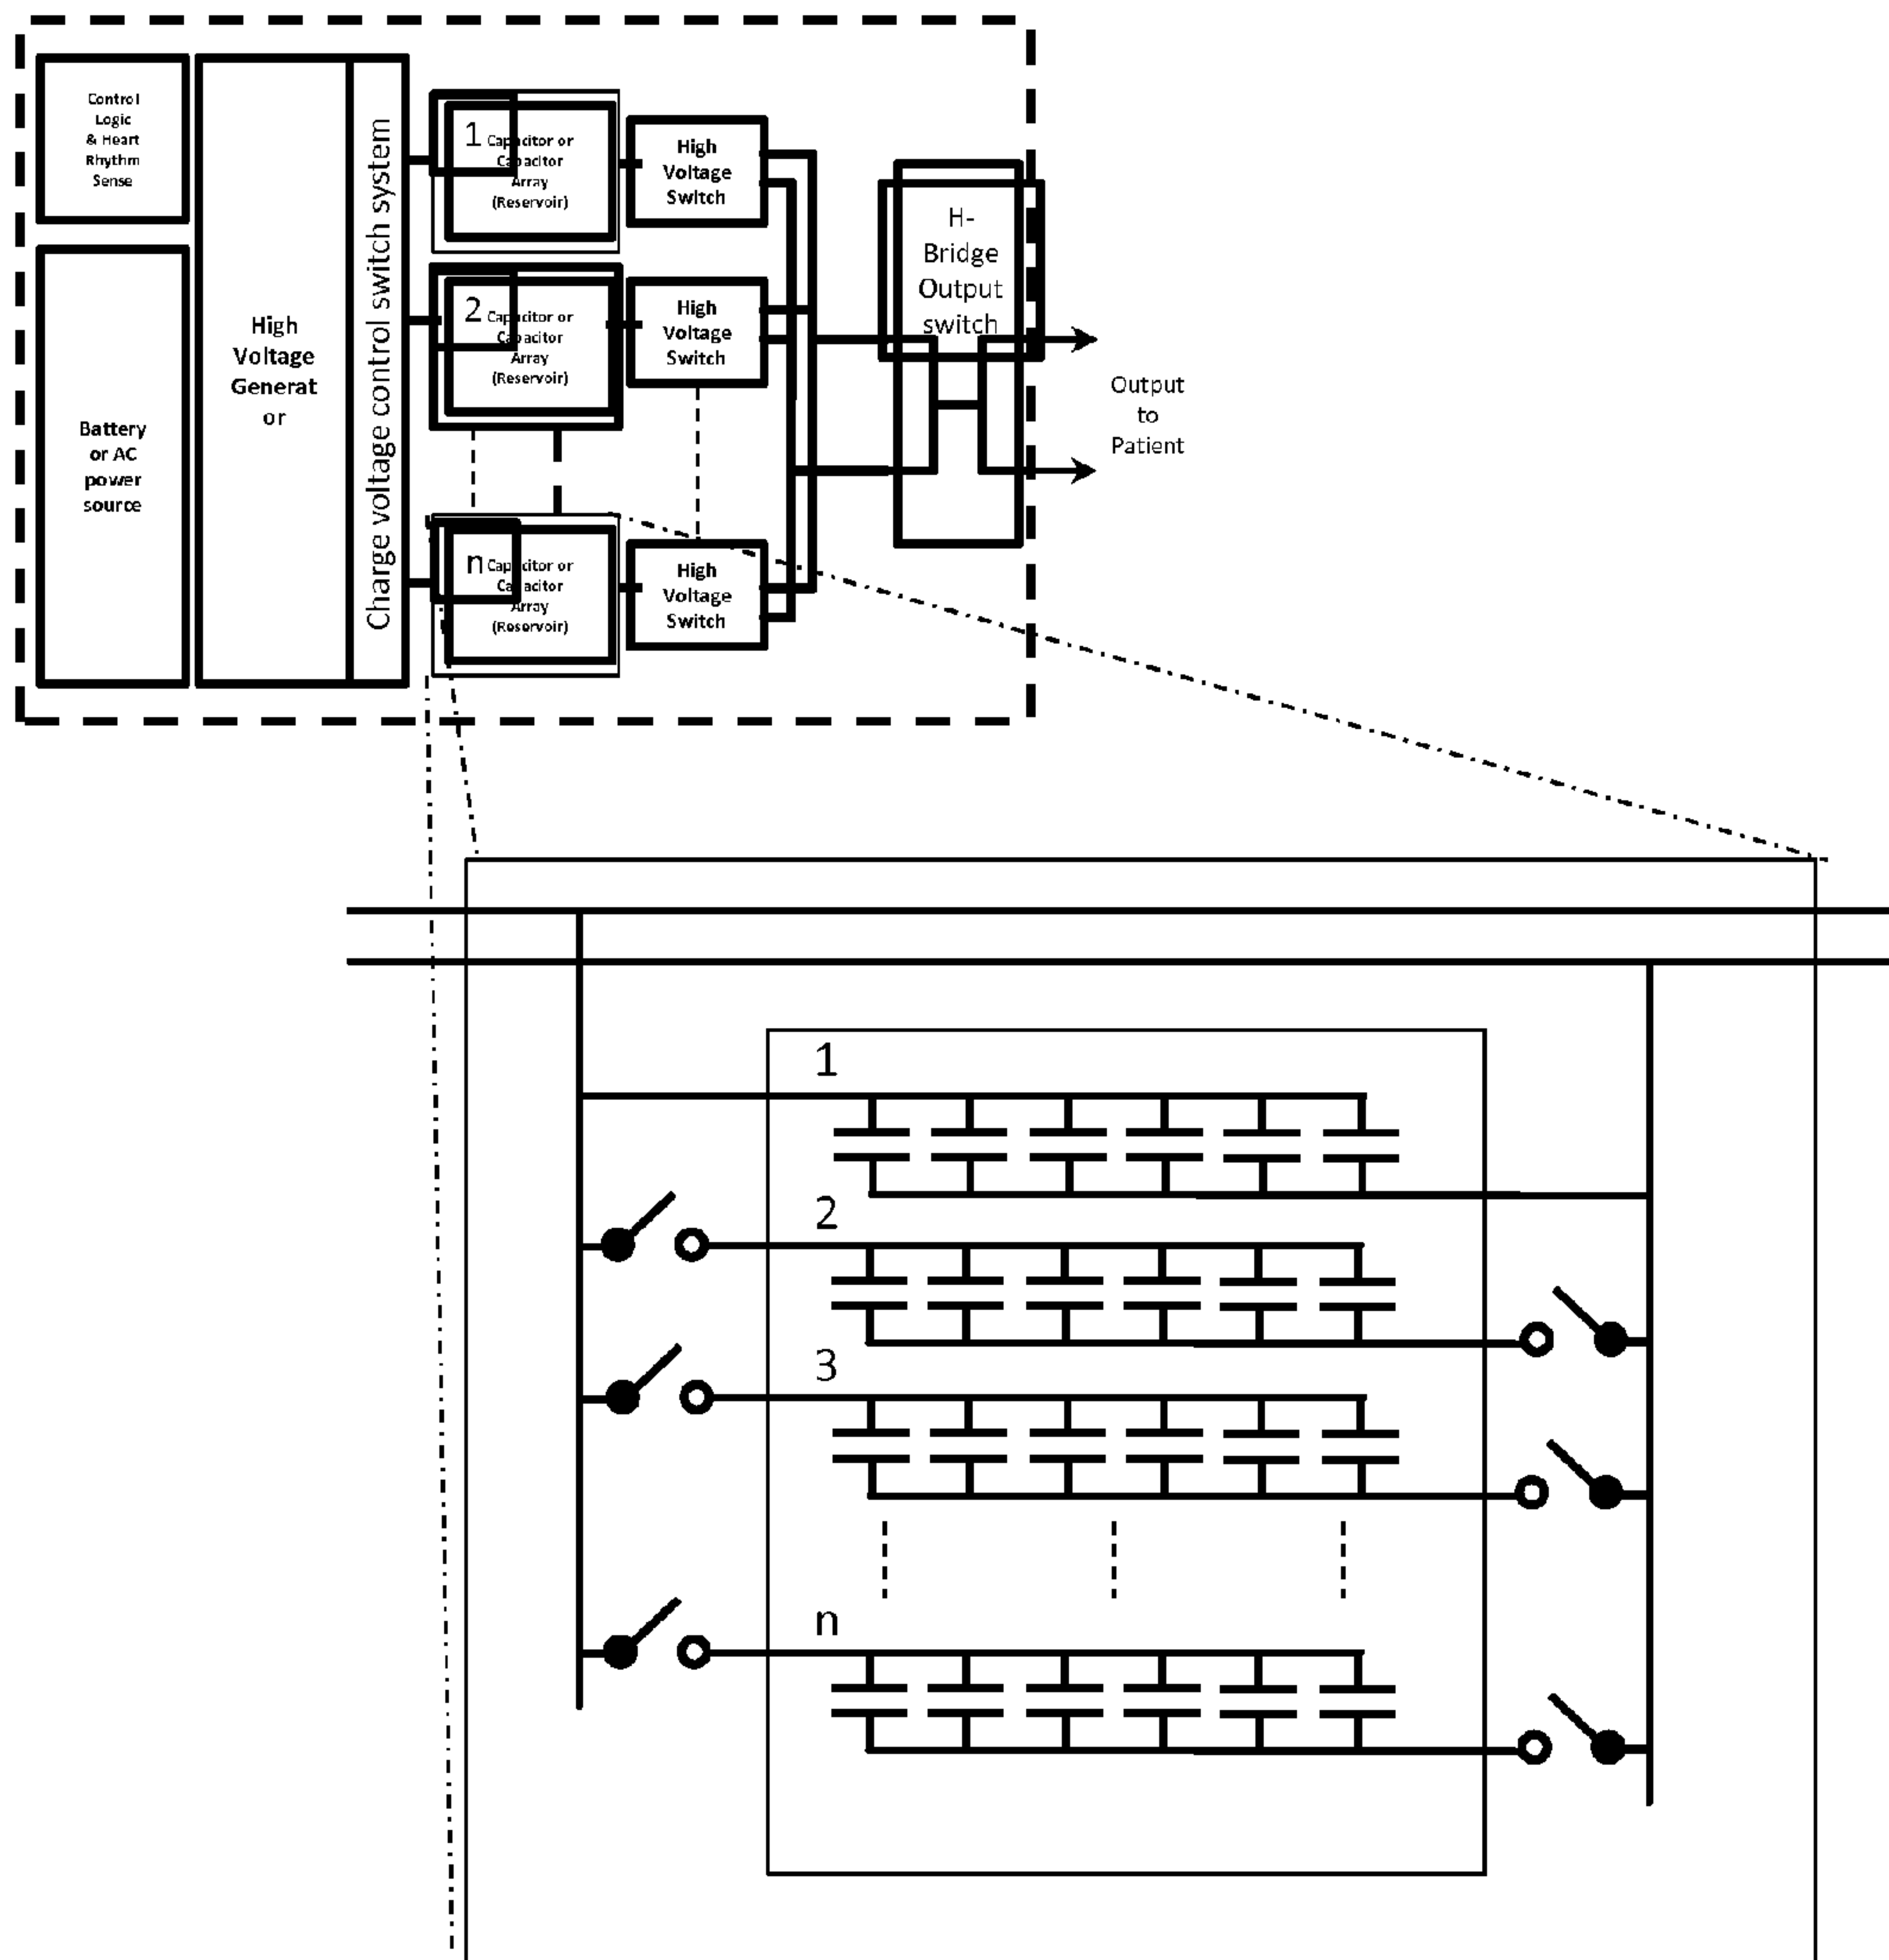 Control
Logic
& Heart
Rhythm
Sense
Battery
or AC
power
source
High
Voltage
Generat
or
Charge voltage control switch system
1
Capacitor or
Capacitor
Array
(Reservoir)
High
Voltage
Switch
2
Capacitor or
Capacitor
Array
(Reservoir)
High
Voltage
Switch
n
Capacitor or
Capacitor
Array
(Reservoir)
High
Voltage
Switch
H-
Bridge
Output
switch
Output
to
Patient
1
2
3
n